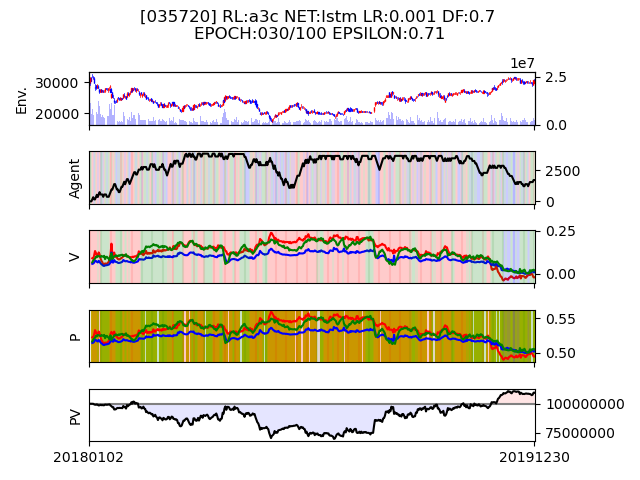 [035720] RL:a3c NET:lstm LR:0.001 DF:0.7
EPOCH:030/100 EPSILON:0.71
1e7
Env.
30000
20000
2.5
0.0
Agent
2500
0
V
0.25
0.00
P
0.55
0.50
PV
100000000
75000000
20180102
20191230